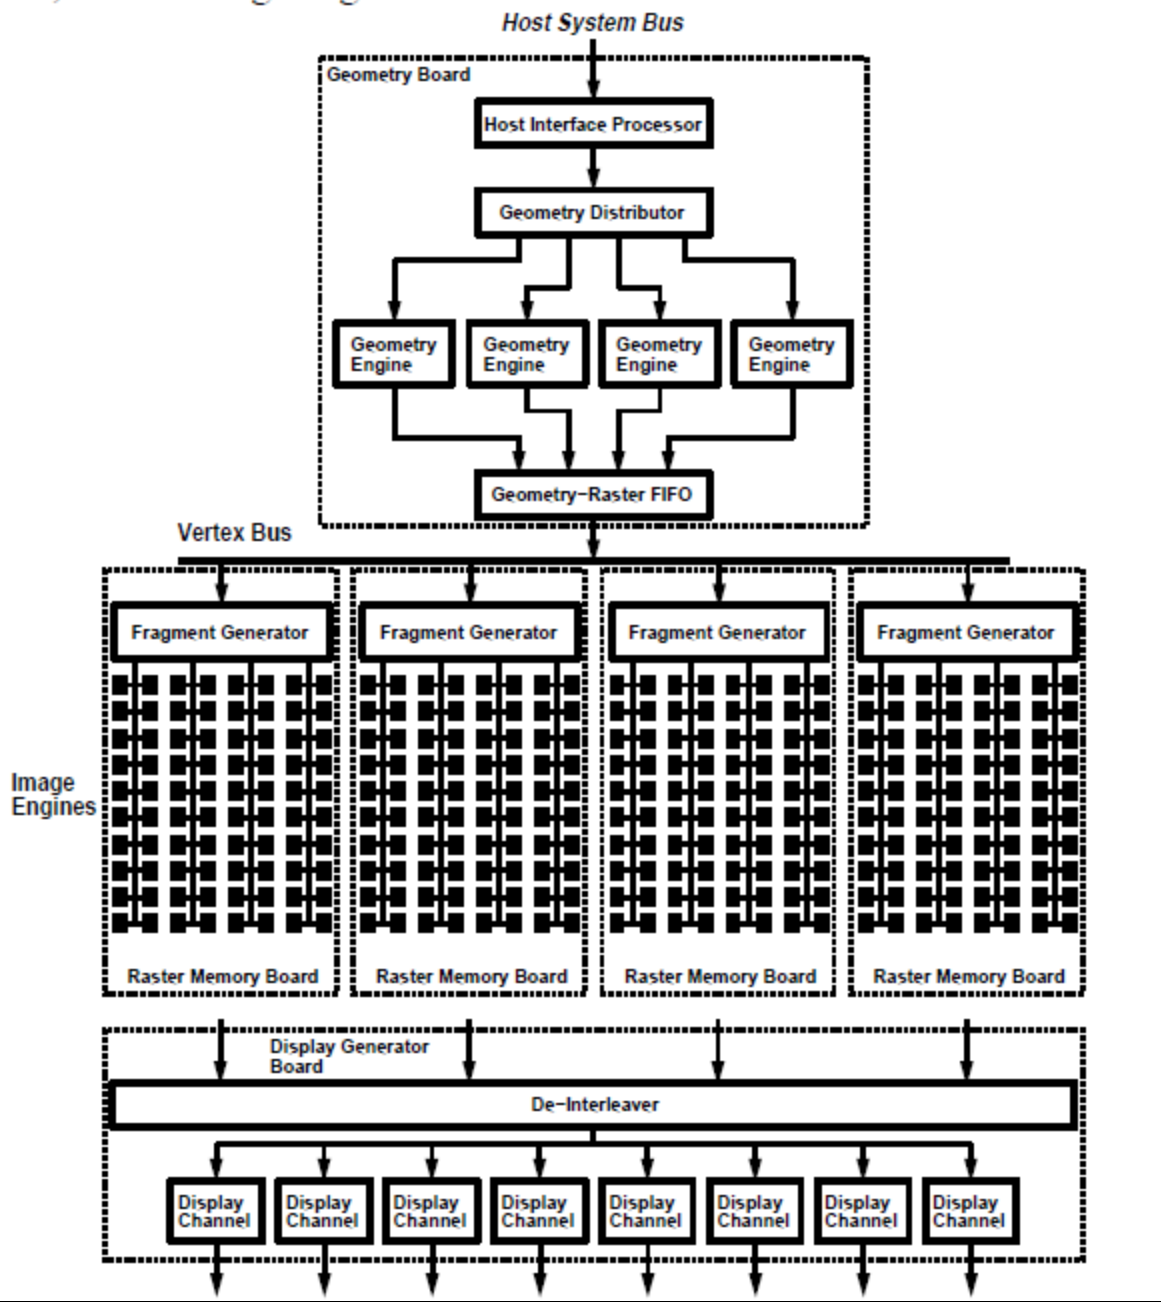 Host System Bus
Geometry Board
Host Interface Processor
Geometry Distributor
Geometry
Engine
Geometry
Engine
Geometry
Engine
Geometry
Engine
Geometry-Raster FIFO
Vertex Bus
Fragment Generator
Fragment Generator
Fragment Generator
Fragment Generator
Image
Engines
Raster Memory Board
Raster Memory Board
Raster Memory Board
Raster Memory Board
Display Generator
Board
De-Interleaver
Display
Channel
Display
Channel
Display
Channel
Display
Channel
Display
Channel
Display
Channel
Display
Channel
Display
Channel